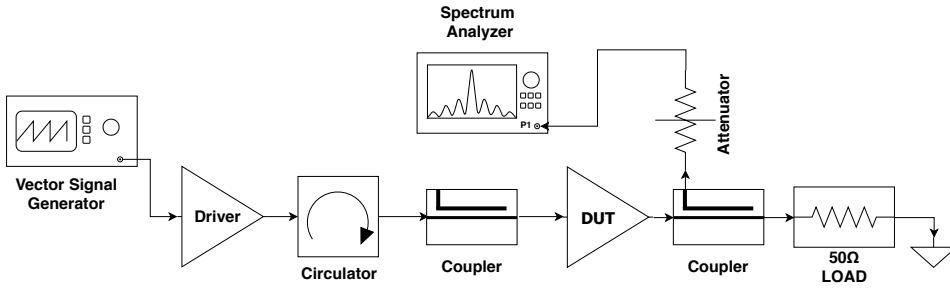 Spectrum
Analyzer
P1
Attenuator
Vector Signal
Generator
Driver
Circulator
Coupler
DUT
Coupler
50Ω
LOAD